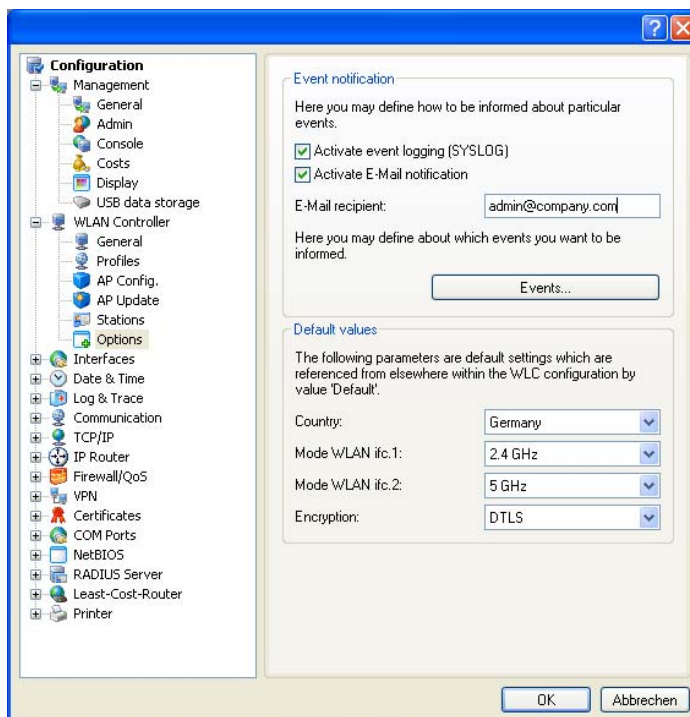 Configuration
Management
General
Admin
Console
Costs
Display
USB data storage
WLAN Controller
General
Profiles
AP Config.
AP Update
Stations
Options
Interfaces
Date & Time
Log & Trace
Communication
TCP/IP
IP Router
Firewall/QoS
VPN
Certificates
COM Ports
NetBIOS
RADIUS Server
Least-Cost-Router
Printer
Event notification
Here you may define how to be informed about particular
events.
Activate event logging (SYSLOG)
Activate E-Mail notification
E-Mail recipient: admin@company.com
Here you may define about which events you want to be
informed.
Events...
Default values
The following parameters are default settings which are
referenced from elsewhere within the WLC configuration by
value 'Default'.
Country: Germany
Mode WLAN ifc.1: 2.4 GHz
Mode WLAN ifc.2: 5 GHz
Encryption: DTLS
OK Abbrechen